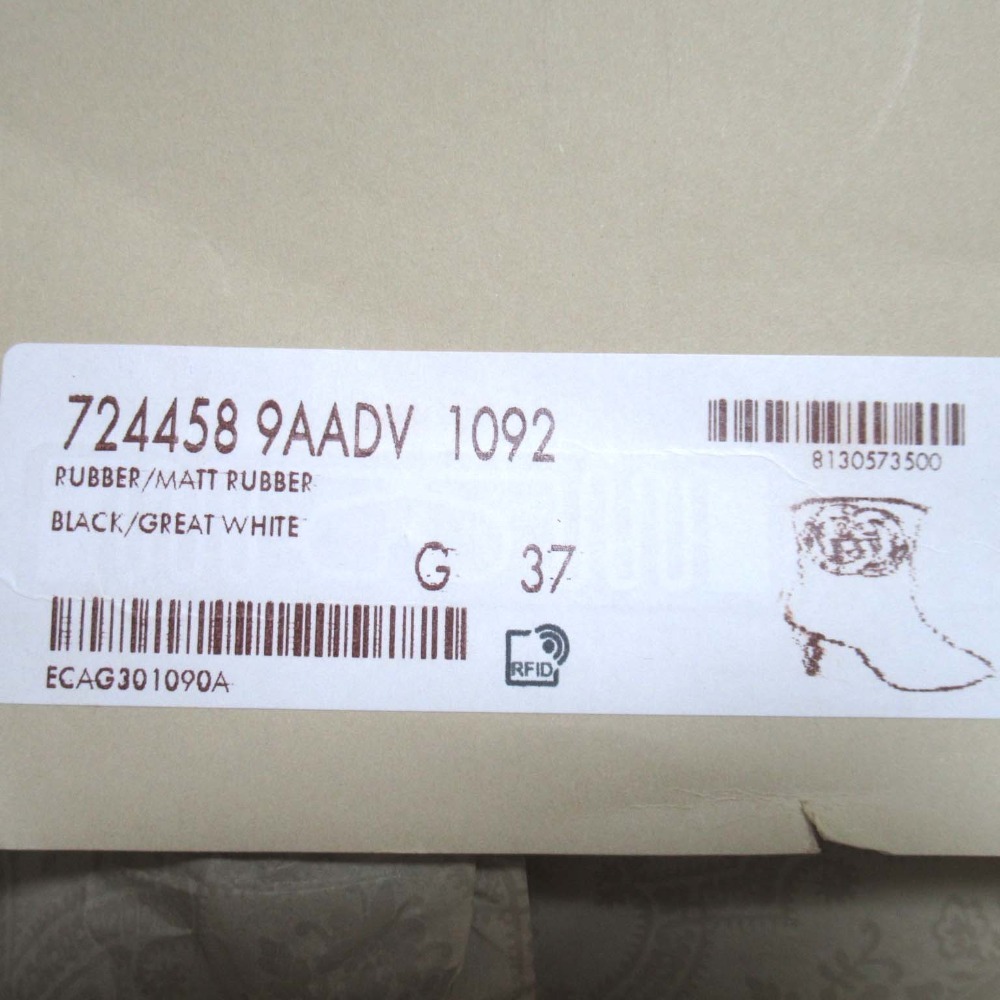 724458 9AADV 1092
8130573500
RUBBER/MATT RUBBER
BLACK/GREAT WHITE
G 37
ECAG301090A
RFID